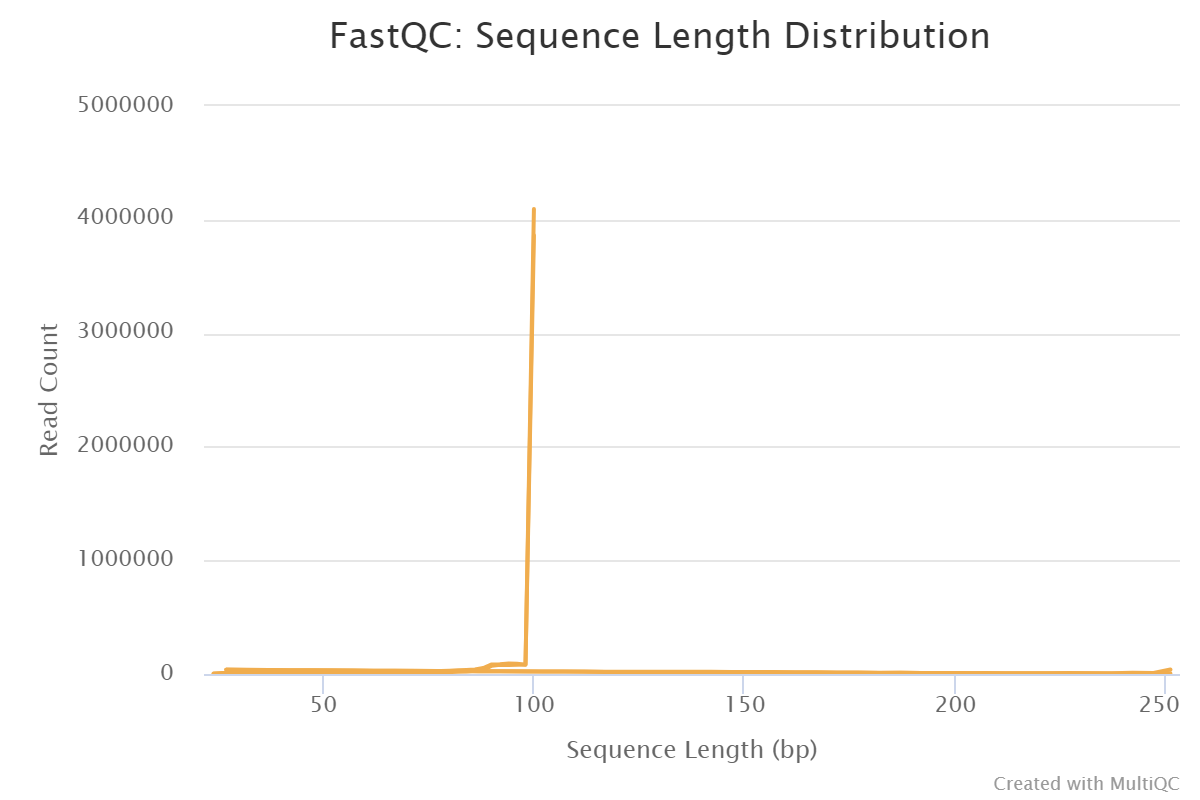 FastQC: Sequence Length Distribution
5000000
4000000
3000000
2000000
1000000
0
Read Count
50 100 150 200 250
Sequence Length (bp)
Created with MultiQC